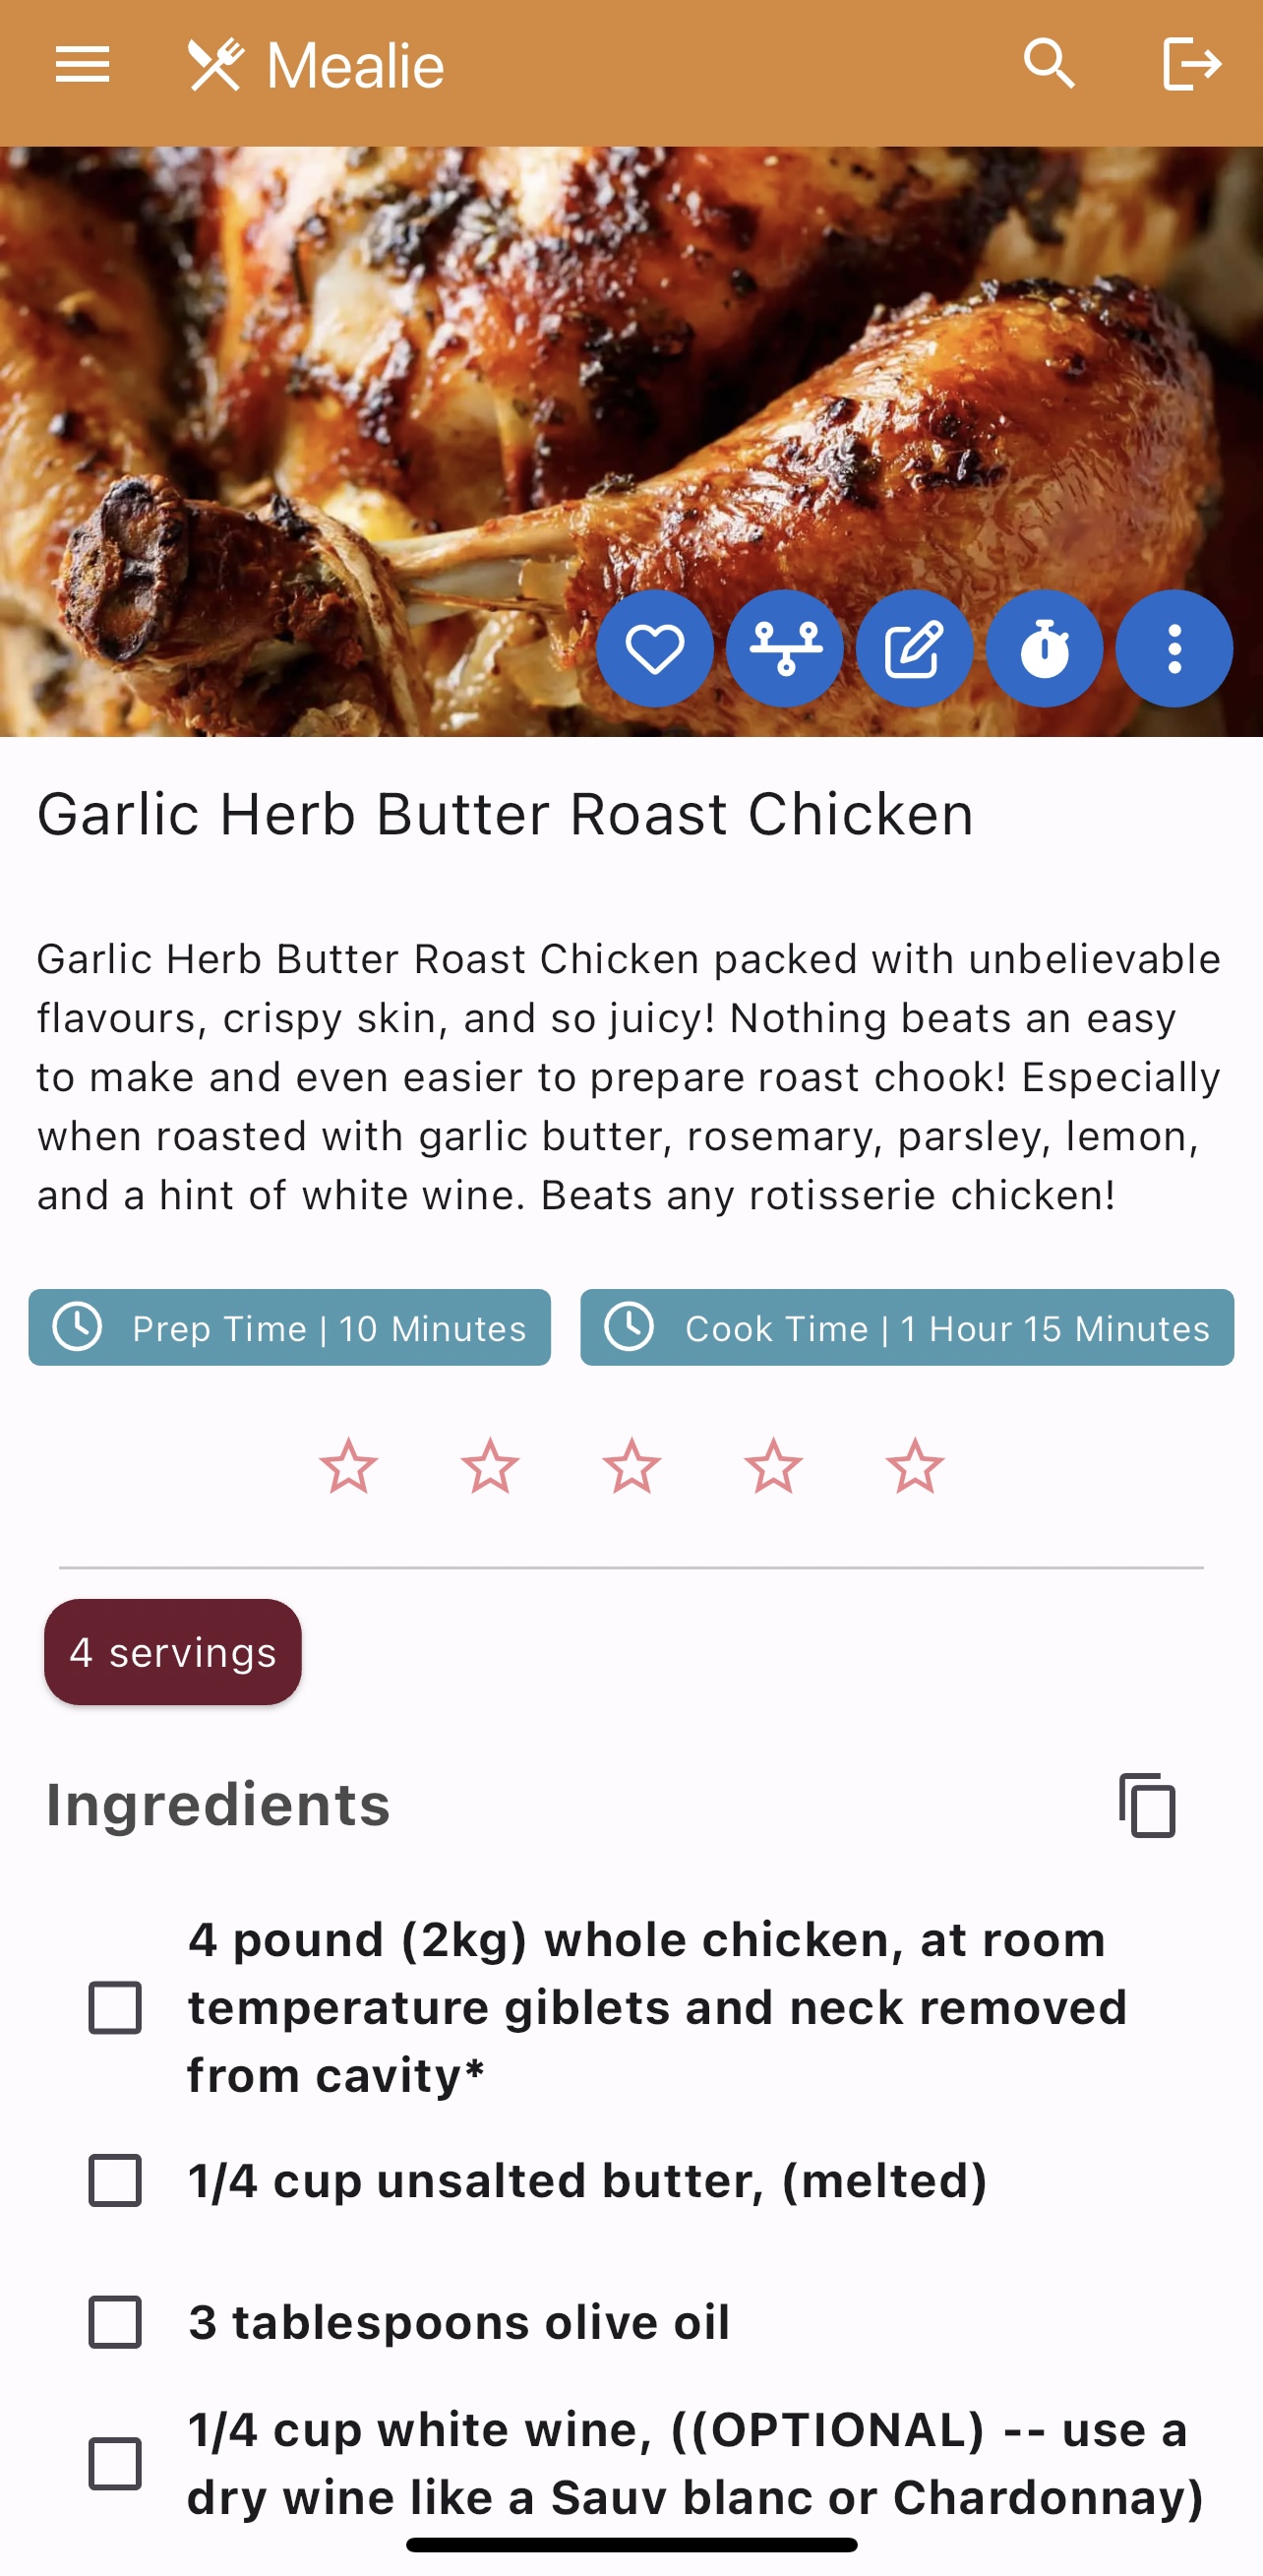 Mealie
Garlic Herb Butter Roast Chicken
Garlic Herb Butter Roast Chicken packed with unbelievable
flavours, crispy skin, and so juicy! Nothing beats an easy
to make and even easier to prepare roast chook! Especially
when roasted with garlic butter, rosemary, parsley, lemon,
and a hint of white wine. Beats any rotisserie chicken!
Prep Time | 10 Minutes
Cook Time | 1 Hour 15 Minutes
4 servings
Ingredients
4 pound (2kg) whole chicken, at room
temperature giblets and neck removed
from cavity*
1/4 cup unsalted butter, (melted)
3 tablespoons olive oil
1/4 cup white wine, ((OPTIONAL) -- use a
dry wine like a Sauv blanc or Chardonnay)